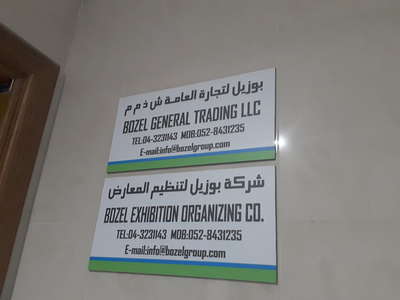 بوزيل لتجارة العامة ش ذ م م
BOZEL GENERAL TRADING LLC
TEL:04-3231143 MOB:052-8431235
E-mail:info@bozelgroup.com
شركة بوزيل لتنظيم المعارض
BOZEL EXHIBITION ORGANIZING CO.
TEL:04-3231143 MOB:052-8431235
E-mail:info@bozelgroup.com